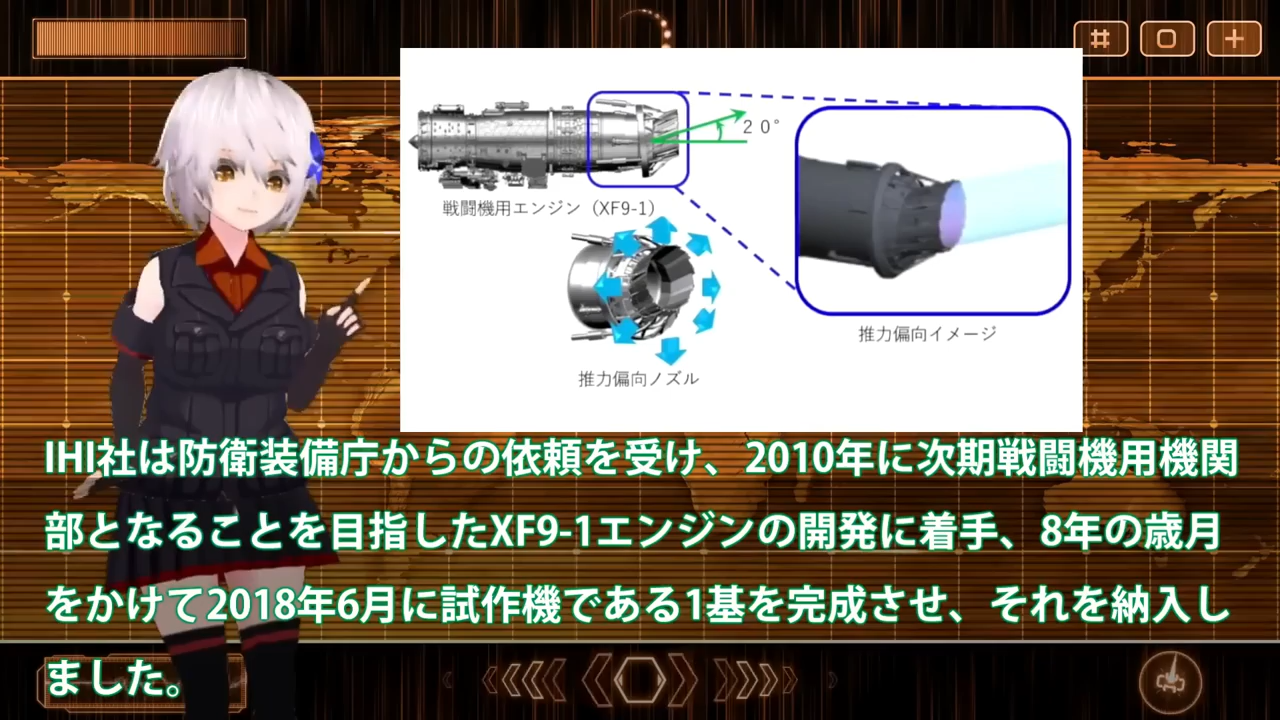 20°
戦闘機用エンジン（XF9-1）
推力偏向イメージ
推力偏向ノズル
IHI社は防衛装備庁からの依頼を受け、2010年に次期戦闘機用機関
部となることを目指したXF9-1エンジンの開発に着手、8年の歳月
をかけて2018年6月に試作機である1基を完成させ、それを納入し
ました。